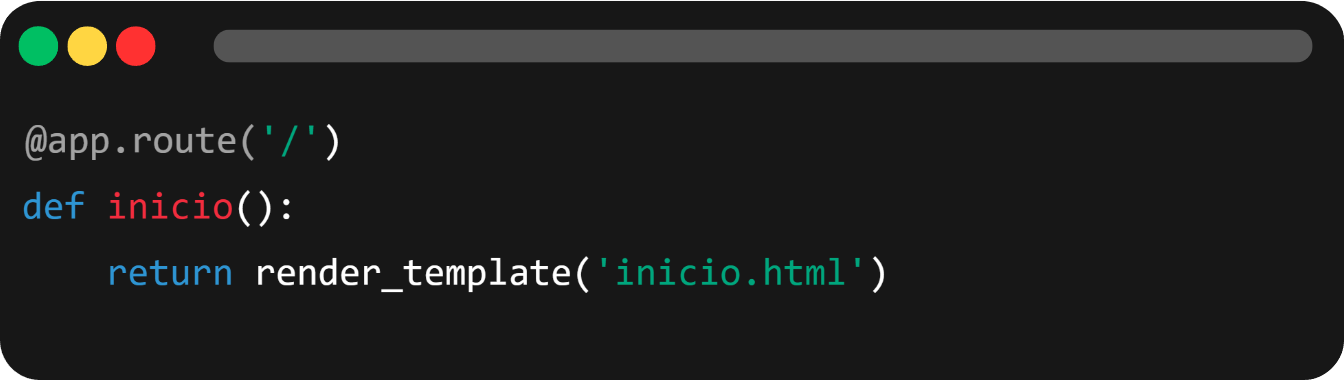 @app.route('/')
def inicio():
    return render_template('inicio.html')